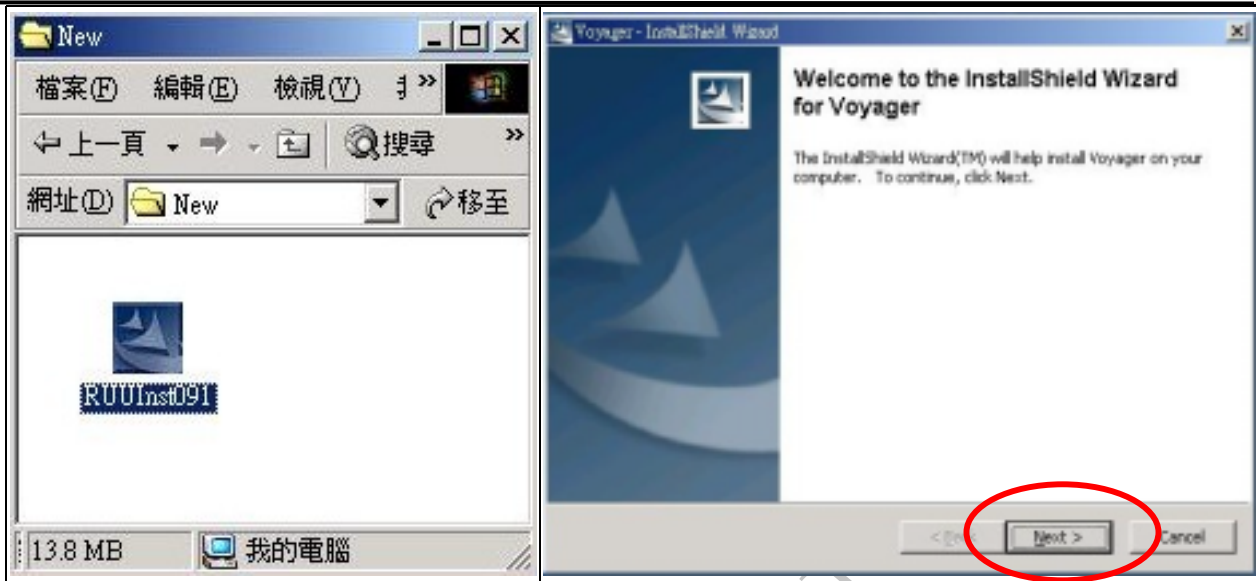 New
檔案(F) 編輯(E) 檢視(V) »
上一頁 搜尋 »
網址(D) New 移至
RUUInst091
13.8 MB 我的電腦
Voyager - InstallShield Wizard
Welcome to the InstallShield Wizard
for Voyager
The InstallShield Wizard(TM) will help install Voyager on your
computer. To continue, click Next.
Next > Cancel